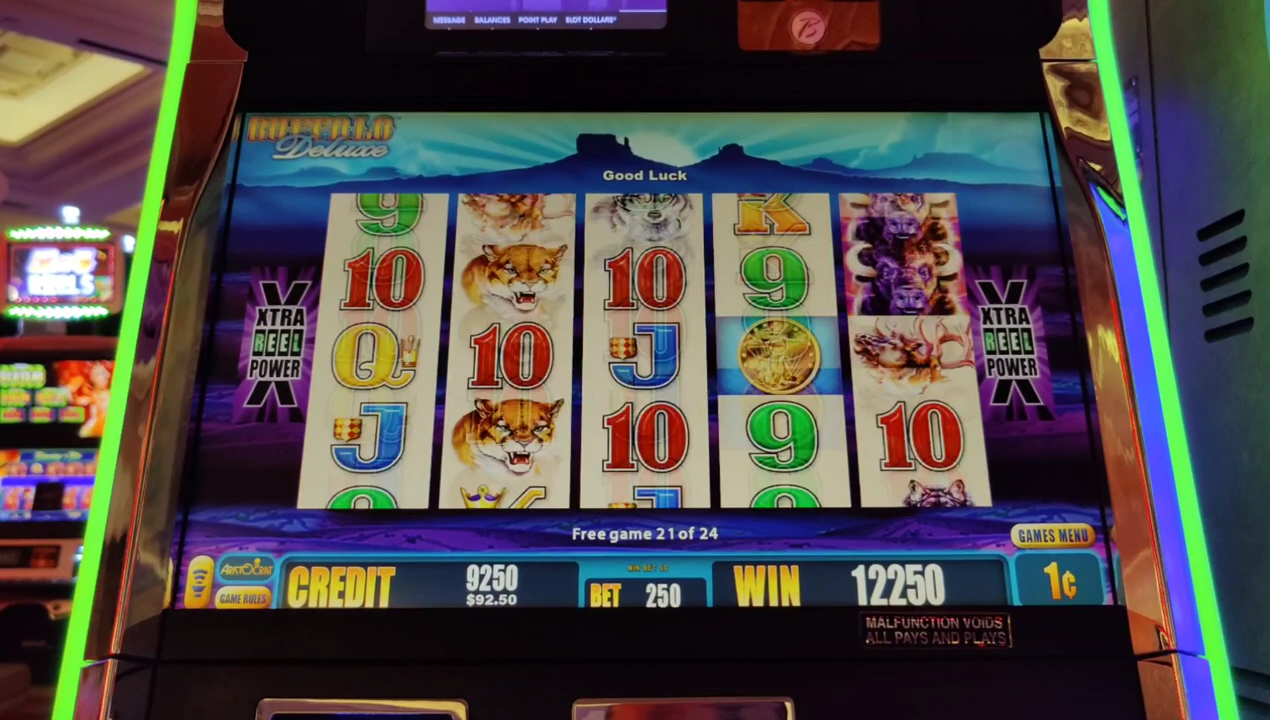 MESSAGE BALANCES POINT PLAY SLOT DOLLARS®
B
BUFFALO
Deluxe
Good Luck
9 K
10 10 9
XTRA REEL POWER
Q 10 J
XTRA REEL POWER
J 10 9 10
Free game 21 of 24
GAMES MENU
ARISTOCRAT
GAME RULES
CREDIT 9250
$92.50
BET 250
WIN 12250
1¢
MALFUNCTION VOIDS
ALL PAYS AND PLAYS